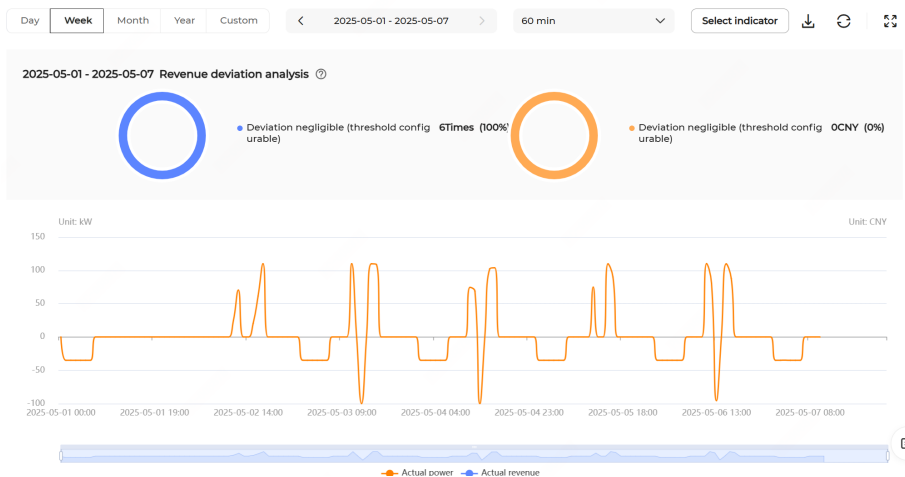 Day Week Month Year Custom 2025-05-01 - 2025-05-07 60 min Select indicator
2025-05-01 - 2025-05-07 Revenue deviation analysis
Deviation negligible (threshold config 6Times (100%)
urable)
Deviation negligible (threshold config 0CNY (0%)
urable)
Unit: kW Unit: CNY
150
100
50
0
-50
-100
2025-05-01 00:00 2025-05-01 19:00 2025-05-02 14:00 2025-05-03 09:00 2025-05-04 04:00 2025-05-04 23:00 2025-05-05 18:00 2025-05-06 13:00 2025-05-07 08:00
Actual power Actual revenue